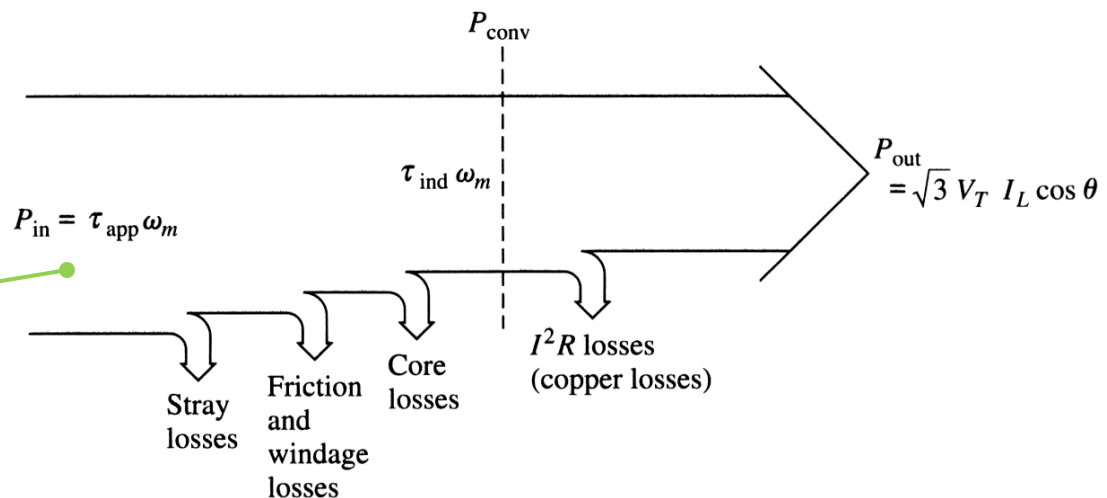 P_conv
τ_ind ω_m
P_out
= √3 V_T I_L cos θ
P_in = τ_app ω_m
I²R losses
(copper losses)
Core
losses
Friction
and
windage
losses
Stray
losses